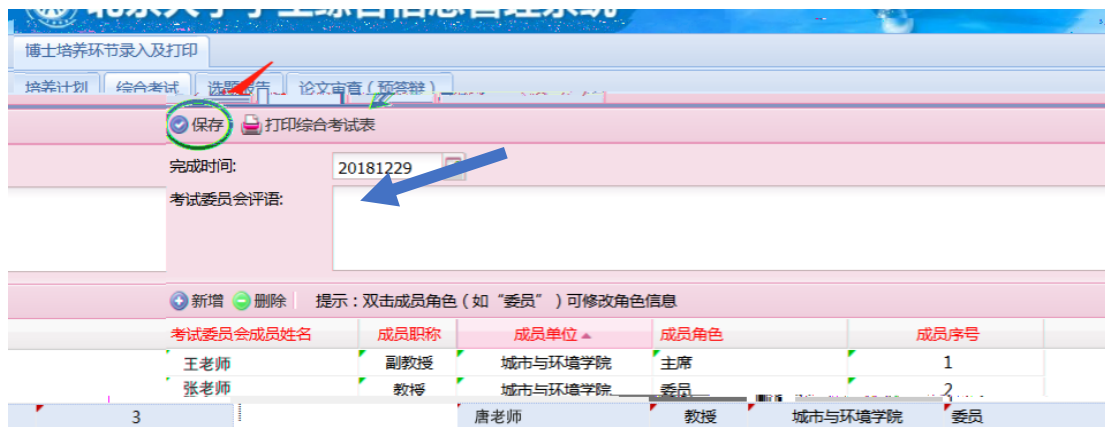 博士培养环节录入及打印
培养计划 综合考试 选题报告 论文审查(预答辩)
保存 打印综合考试表
完成时间: 20181229
考试委员会评语:
新增 删除 提示:双击成员角色(如“委员”)可修改角色信息
考试委员会成员姓名 成员职称 成员单位 成员角色 成员序号
王老师 副教授 城市与环境学院 主席 1
张老师 教授 城市与环境学院 委员 2
3 唐老师 教授 城市与环境学院 委员